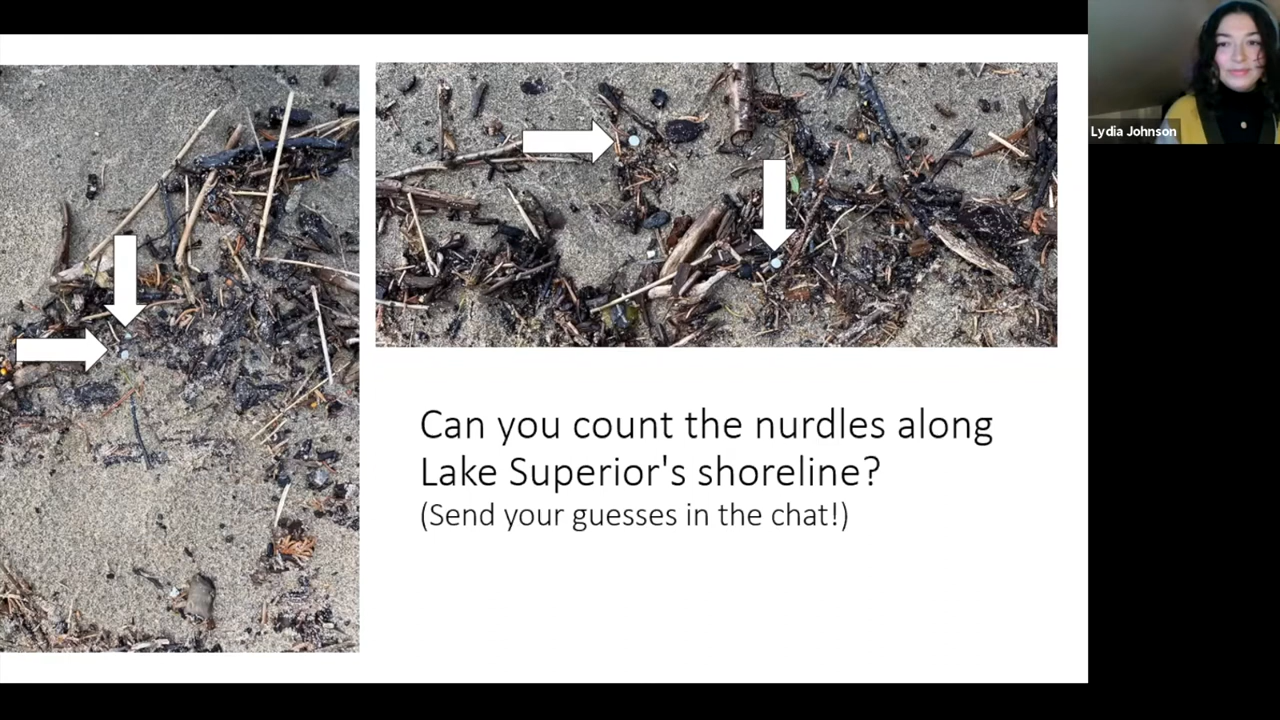 Lydia Johnson
Can you count the nurdles along
Lake Superior's shoreline?
(Send your guesses in the chat!)